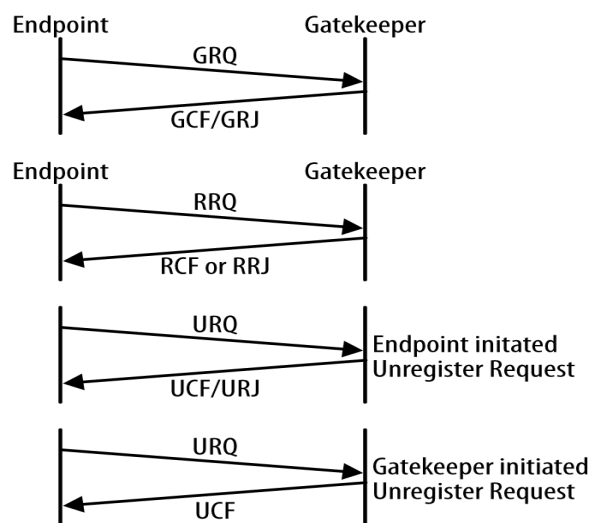 Endpoint Gatekeeper
GRQ
GCF/GRJ
Endpoint Gatekeeper
RRQ
RCF or RRJ
URQ
Endpoint initated
Unregister Request
UCF/URJ
URQ
Gatekeeper initiated
Unregister Request
UCF